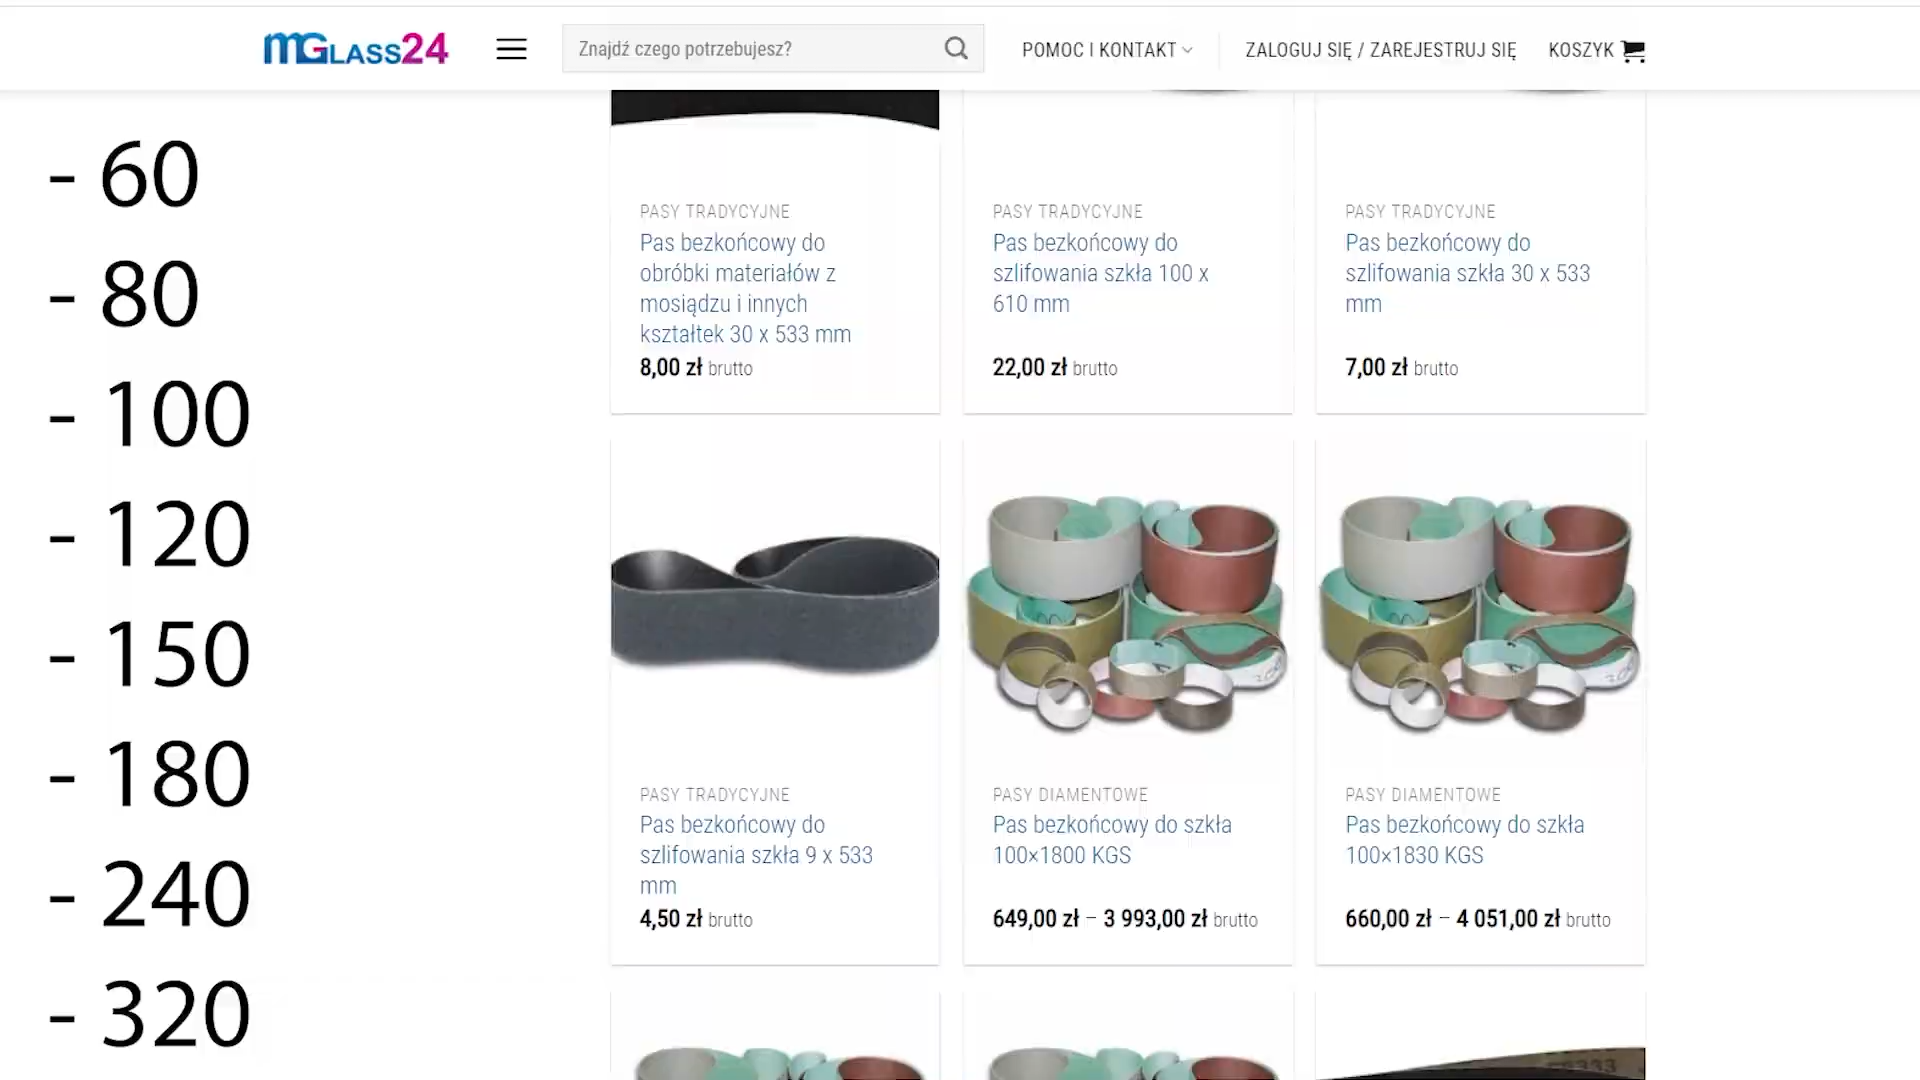 mGLASS24
Znajdź czego potrzebujesz?
POMOC I KONTAKT
ZALOGUJ SIĘ / ZAREJESTRUJ SIĘ
KOSZYK
- 60
- 80
- 100
- 120
- 150
- 180
- 240
- 320
PASY TRADYCYJNE
Pas bezkońcowy do
obróbki materiałów z
mosiądzu i innych
kształtek 30 x 533 mm
8,00 zł brutto
PASY TRADYCYJNE
Pas bezkońcowy do
szlifowania szkła 100 x
610 mm
22,00 zł brutto
PASY TRADYCYJNE
Pas bezkońcowy do
szlifowania szkła 30 x 533
mm
7,00 zł brutto
PASY TRADYCYJNE
Pas bezkońcowy do
szlifowania szkła 9 x 533
mm
4,50 zł brutto
PASY DIAMENTOWE
Pas bezkońcowy do szkła
100×1800 KGS
649,00 zł – 3 993,00 zł brutto
PASY DIAMENTOWE
Pas bezkońcowy do szkła
100×1830 KGS
660,00 zł – 4 051,00 zł brutto